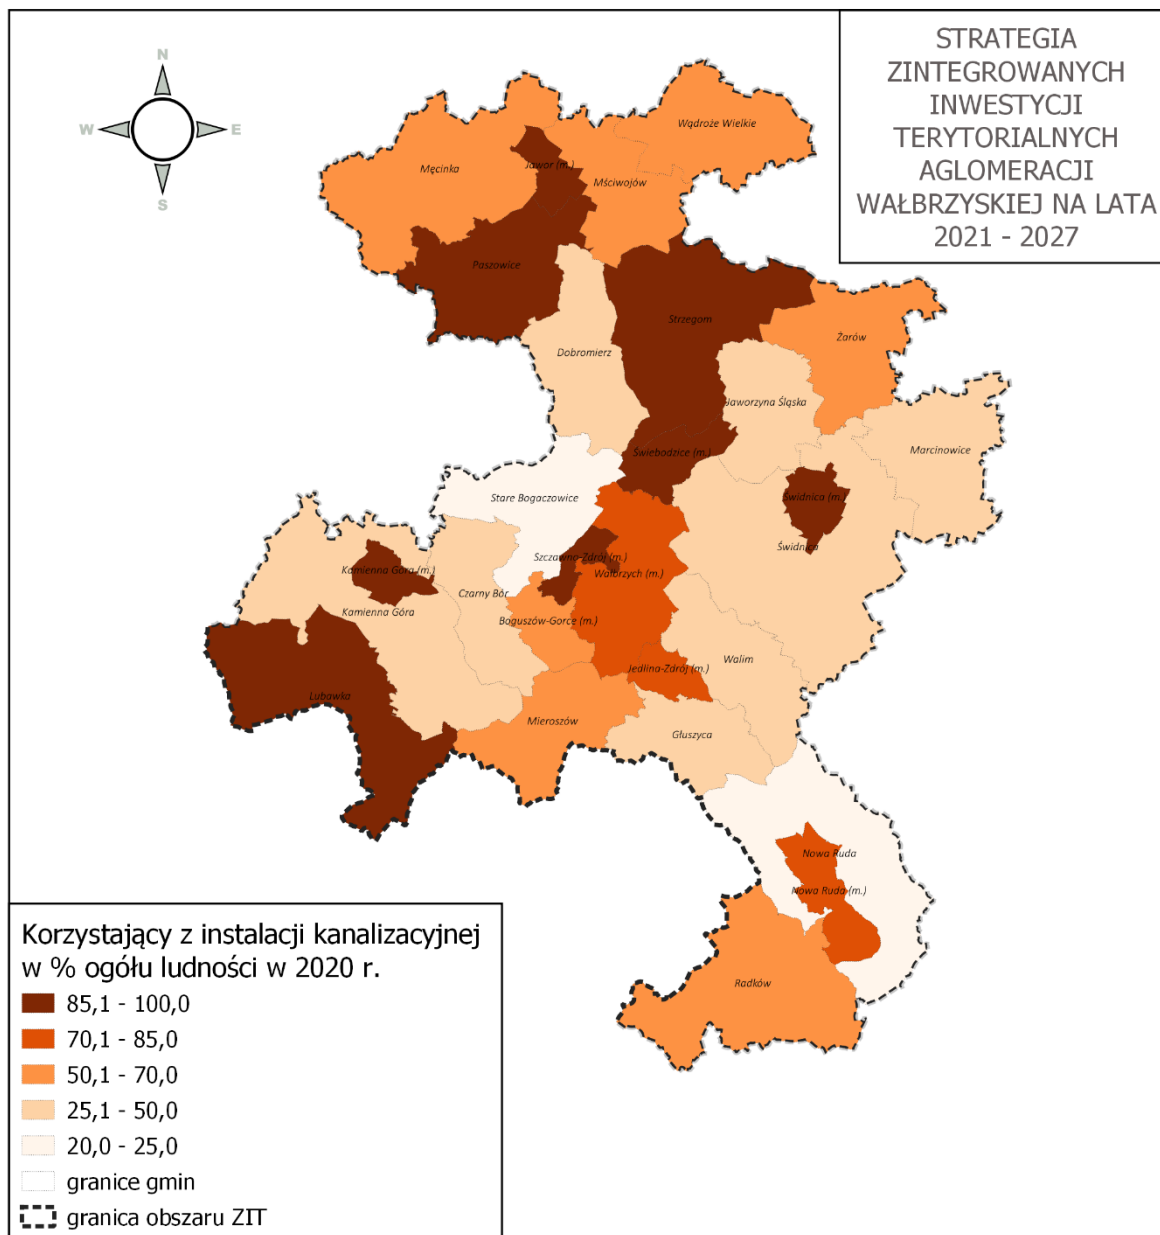 STRATEGIA
ZINTEGROWANYCH
INWESTYCJI
TERYTORIALNYCH
AGLOMERACJI
WAŁBRZYSKIEJ NA LATA
2021 - 2027
N
W
E
S
Wądroże Wielkie
Męcinka
Jawor (m.)
Mściwojów
Paszowice
Strzegom
Żarów
Dobromierz
Jaworzyna Śląska
Marcinowice
Świebodzice (m.)
Stare Bogaczowice
Świdnica (m.)
Świdnica
Szczawno-Zdrój (m.)
Kamienna Góra (m.)
Wałbrzych (m.)
Czarny Bór
Kamienna Góra
Boguszów-Gorce (m.)
Walim
Jedlina-Zdrój (m.)
Lubawka
Mieroszów
Głuszyca
Nowa Ruda
Nowa Ruda (m.)
Radków
Korzystający z instalacji kanalizacyjnej
w % ogółu ludności w 2020 r.
85,1 - 100,0
70,1 - 85,0
50,1 - 70,0
25,1 - 50,0
20,0 - 25,0
granice gmin
granica obszaru ZIT